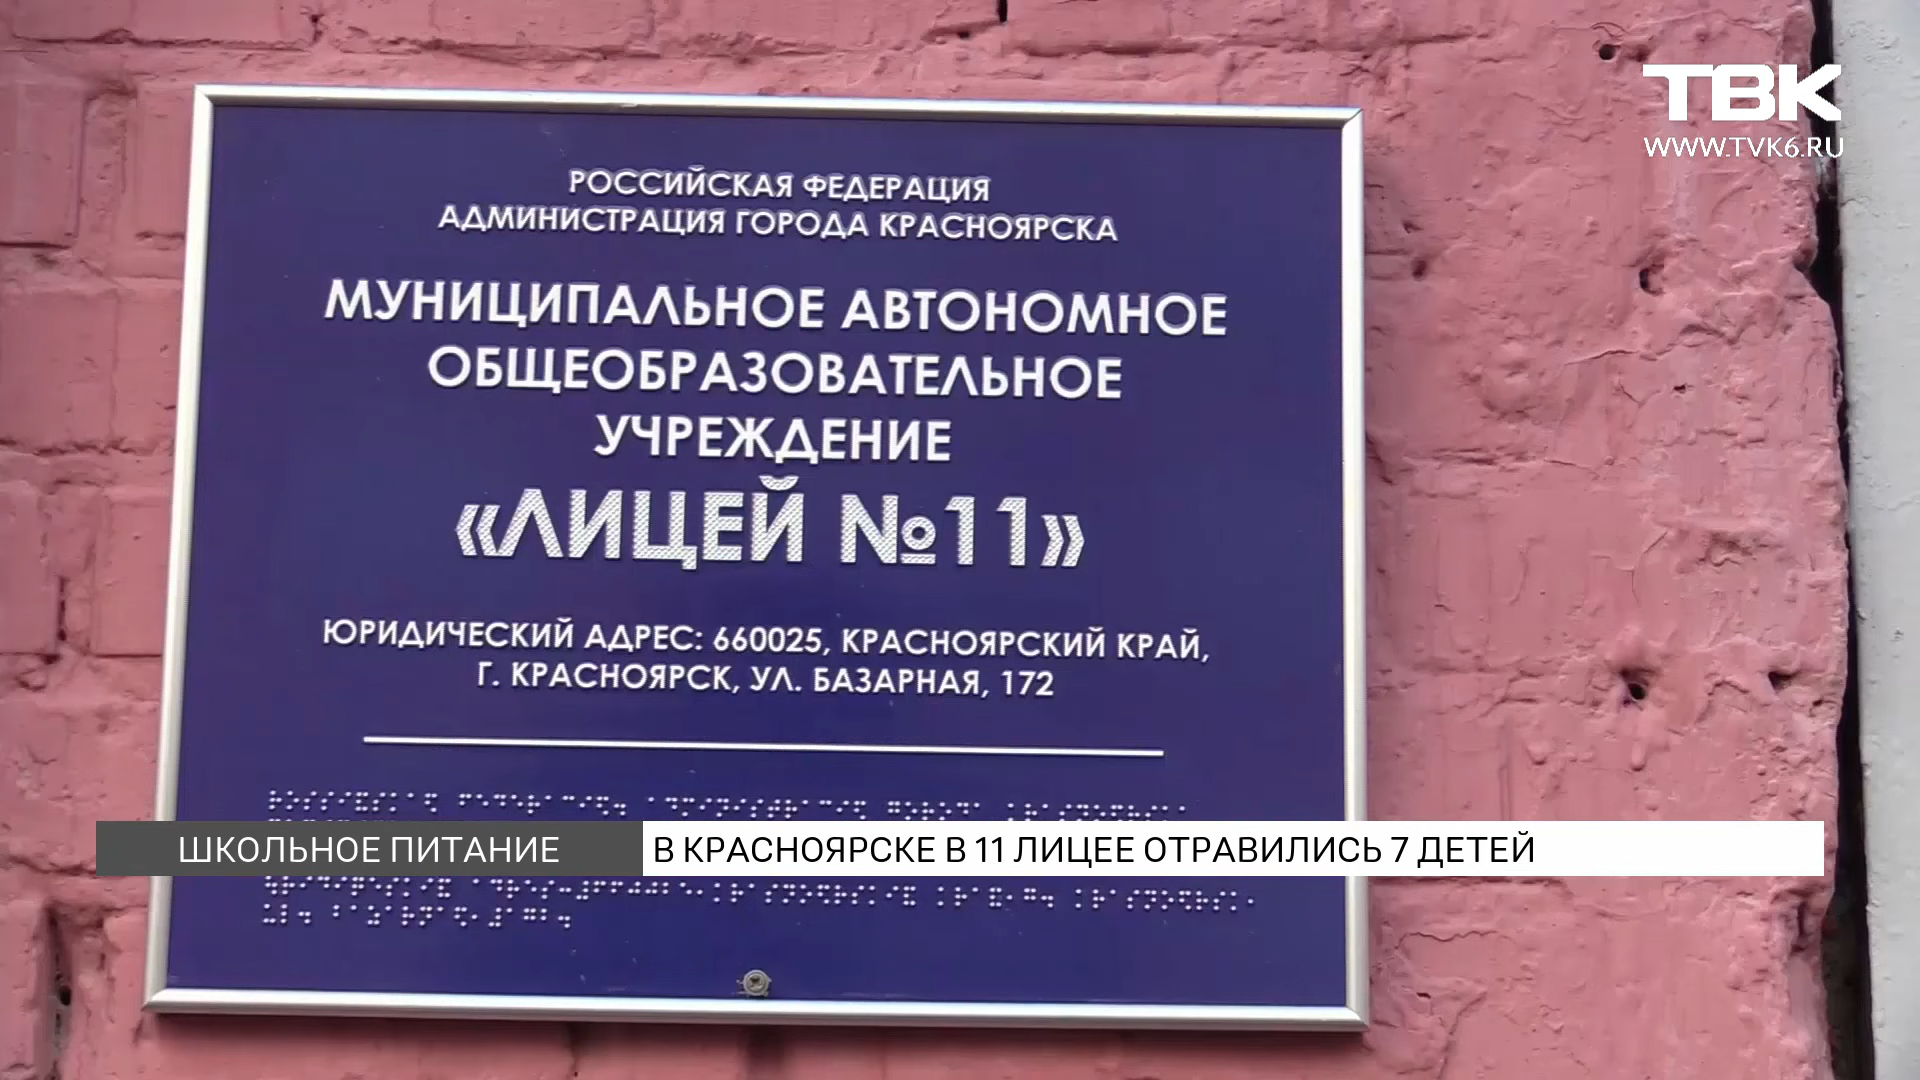 ТВК
WWW.TVK6.RU
РОССИЙСКАЯ ФЕДЕРАЦИЯ
АДМИНИСТРАЦИЯ ГОРОДА КРАСНОЯРСКА
МУНИЦИПАЛЬНОЕ АВТОНОМНОЕ
ОБЩЕОБРАЗОВАТЕЛЬНОЕ
УЧРЕЖДЕНИЕ
«ЛИЦЕЙ №11»
ЮРИДИЧЕСКИЙ АДРЕС: 660025, КРАСНОЯРСКИЙ КРАЙ,
Г. КРАСНОЯРСК, УЛ. БАЗАРНАЯ, 172
ШКОЛЬНОЕ ПИТАНИЕ В КРАСНОЯРСКЕ В 11 ЛИЦЕЕ ОТРАВИЛИСЬ 7 ДЕТЕЙ